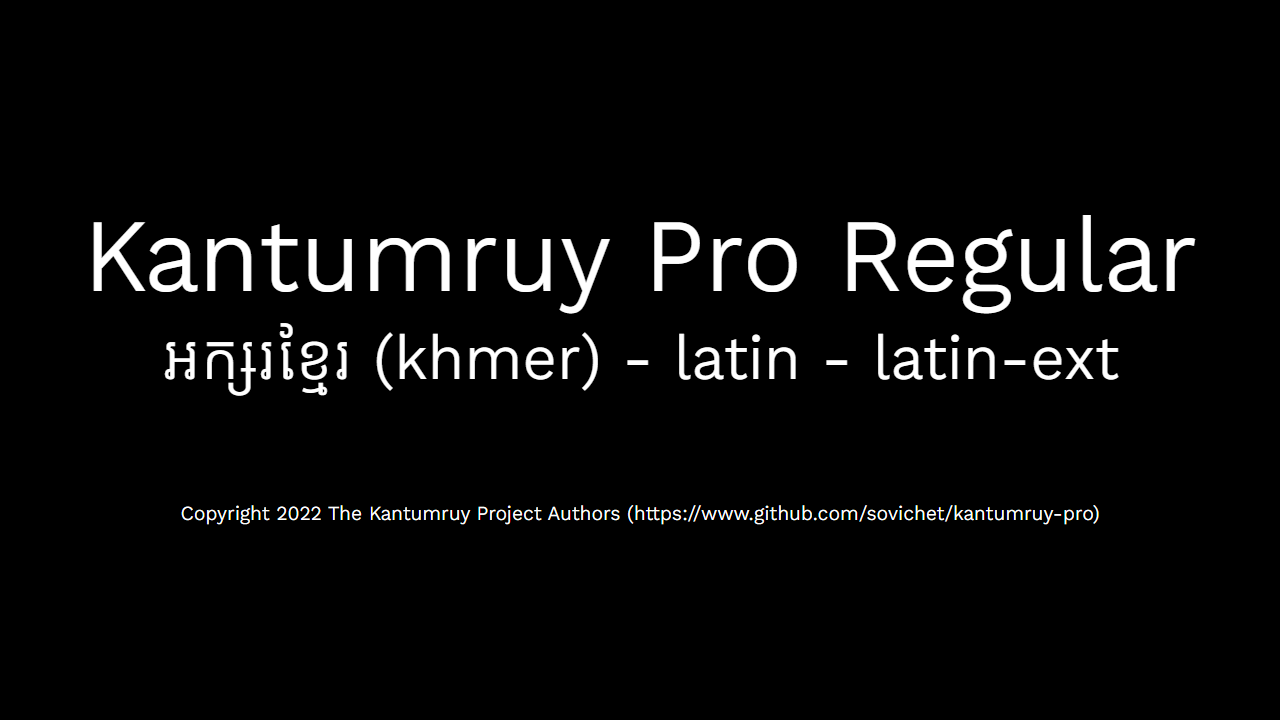 Kantumruy Pro Regular
អក្សរខ្មែរ (khmer) - latin - latin-ext
Copyright 2022 The Kantumruy Project Authors (https://www.github.com/sovichet/kantumruy-pro)